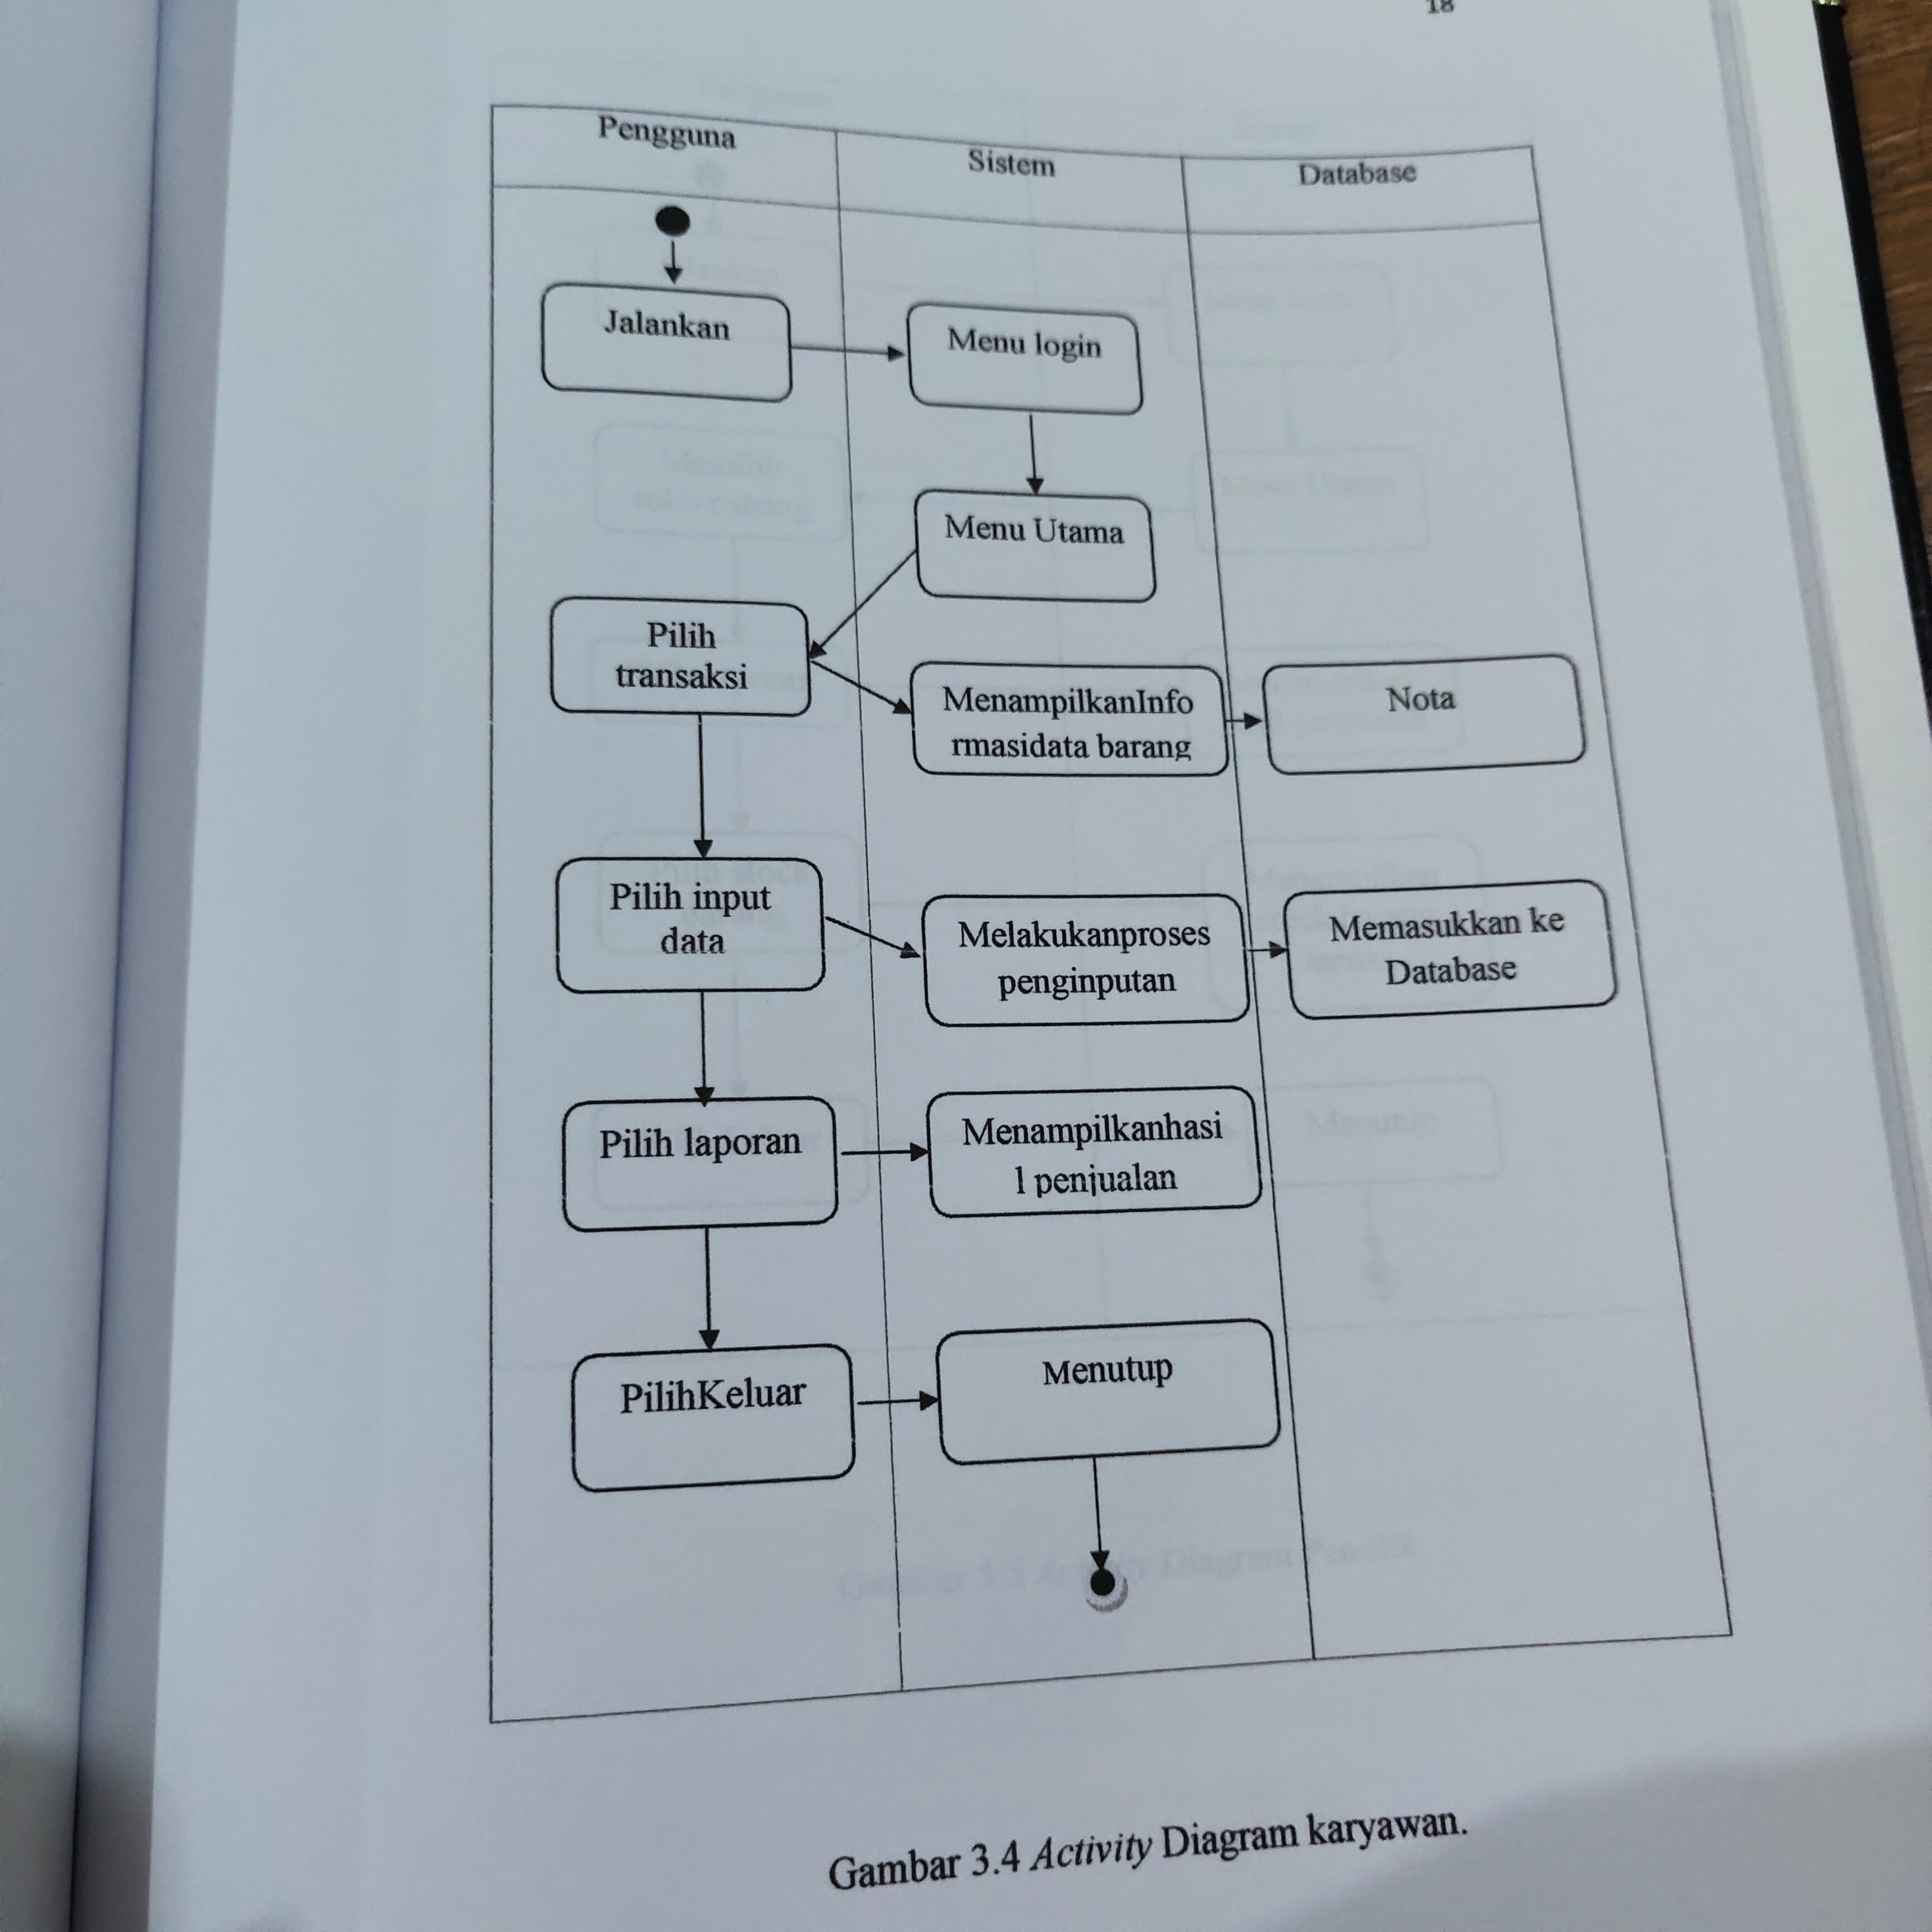 18
Pengguna
Sistem
Database
Jalankan
Menu login
Menu Utama
Pilih
transaksi
MenampilkanInfo
rmasidata barang
Nota
Pilih input
data
Melakukanproses
penginputan
Memasukkan ke
Database
Pilih laporan
Menampilkanhasi
l penjualan
PilihKeluar
Menutup
Gambar 3.4 Activity Diagram karyawan.